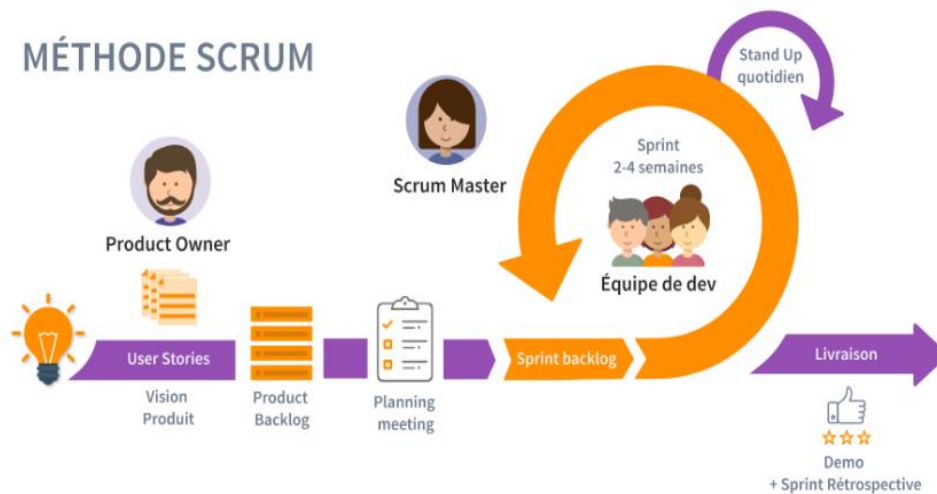 MÉTHODE SCRUM
Stand Up
quotidien
Sprint
2-4 semaines
Scrum Master
Product Owner
Équipe de dev
User Stories
Sprint backlog
Livraison
Vision
Produit
Product
Backlog
Planning
meeting
Demo
+ Sprint Rétrospective